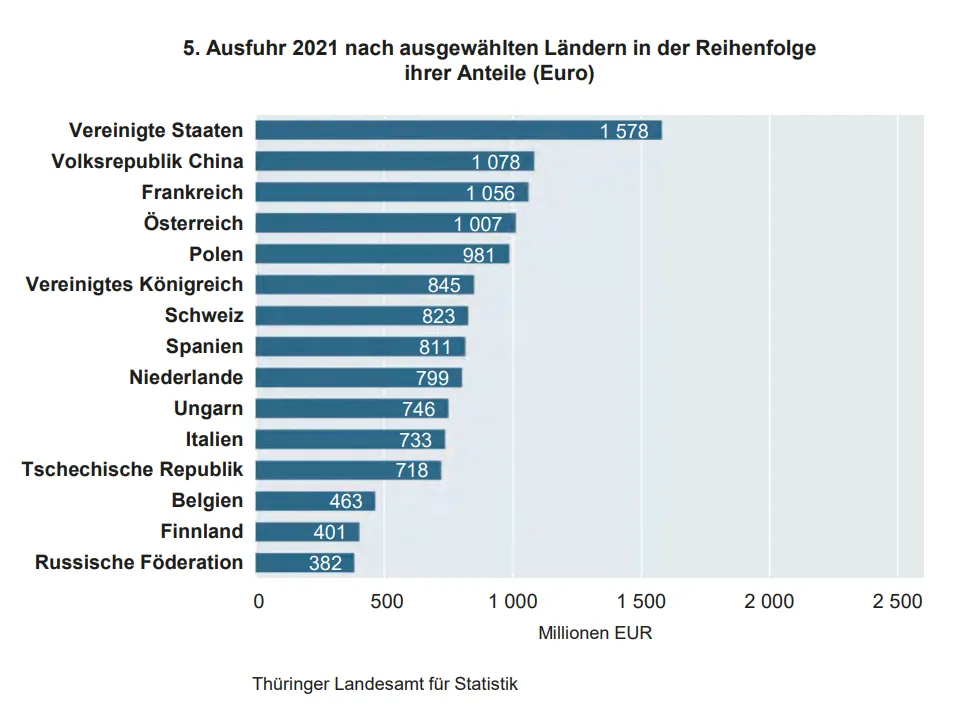 5. Ausfuhr 2021 nach ausgewählten Ländern in der Reihenfolge
ihrer Anteile (Euro)
Vereinigte Staaten 1 578
Volksrepublik China 1 078
Frankreich 1 056
Österreich 1 007
Polen 981
Vereinigtes Königreich 845
Schweiz 823
Spanien 811
Niederlande 799
Ungarn 746
Italien 733
Tschechische Republik 718
Belgien 463
Finnland 401
Russische Föderation 382
0 500 1 000 1 500 2 000 2 500
Millionen EUR
Thüringer Landesamt für Statistik